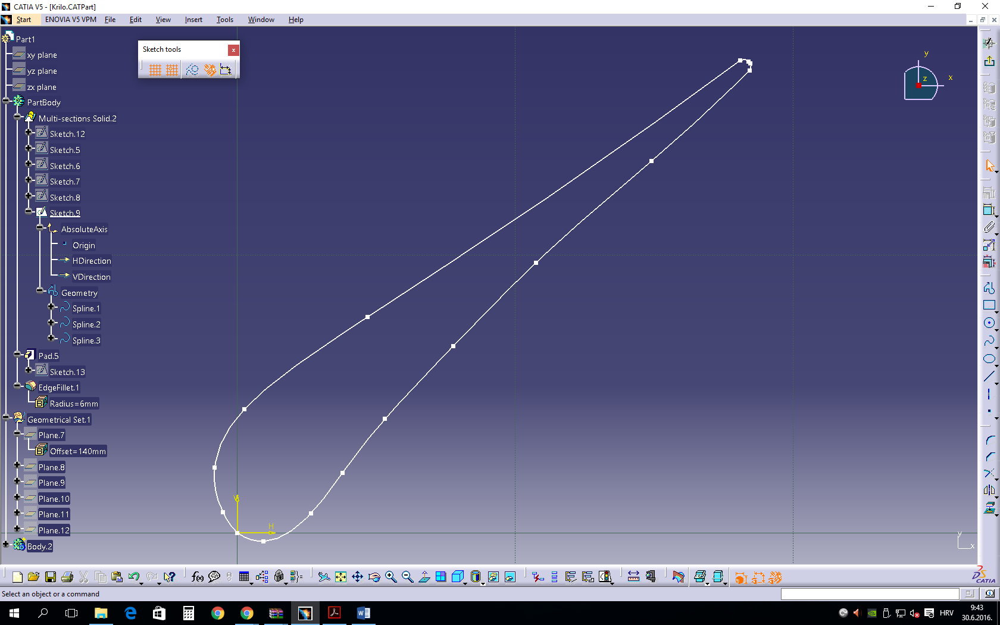 CATIA V5 - [Krilo.CATPart]
Start ENOVIA V5 VPM File Edit View Insert Tools Window Help
Part1
xy plane
yz plane
zx plane
PartBody
Multi-sections Solid.2
Sketch.12
Sketch.5
Sketch.6
Sketch.7
Sketch.8
Sketch.9
AbsoluteAxis
Origin
HDirection
VDirection
Geometry
Spline.1
Spline.2
Spline.3
Pad.5
Sketch.13
EdgeFillet.1
Radius=6mm
Geometrical Set.1
Plane.7
Offset=140mm
Plane.8
Plane.9
Plane.10
Plane.11
Plane.12
Body.2
Sketch tools
y
z
x
V
H
y
x
f(x)
CATIA
Select an object or a command
HRV
9:43
30.6.2016.